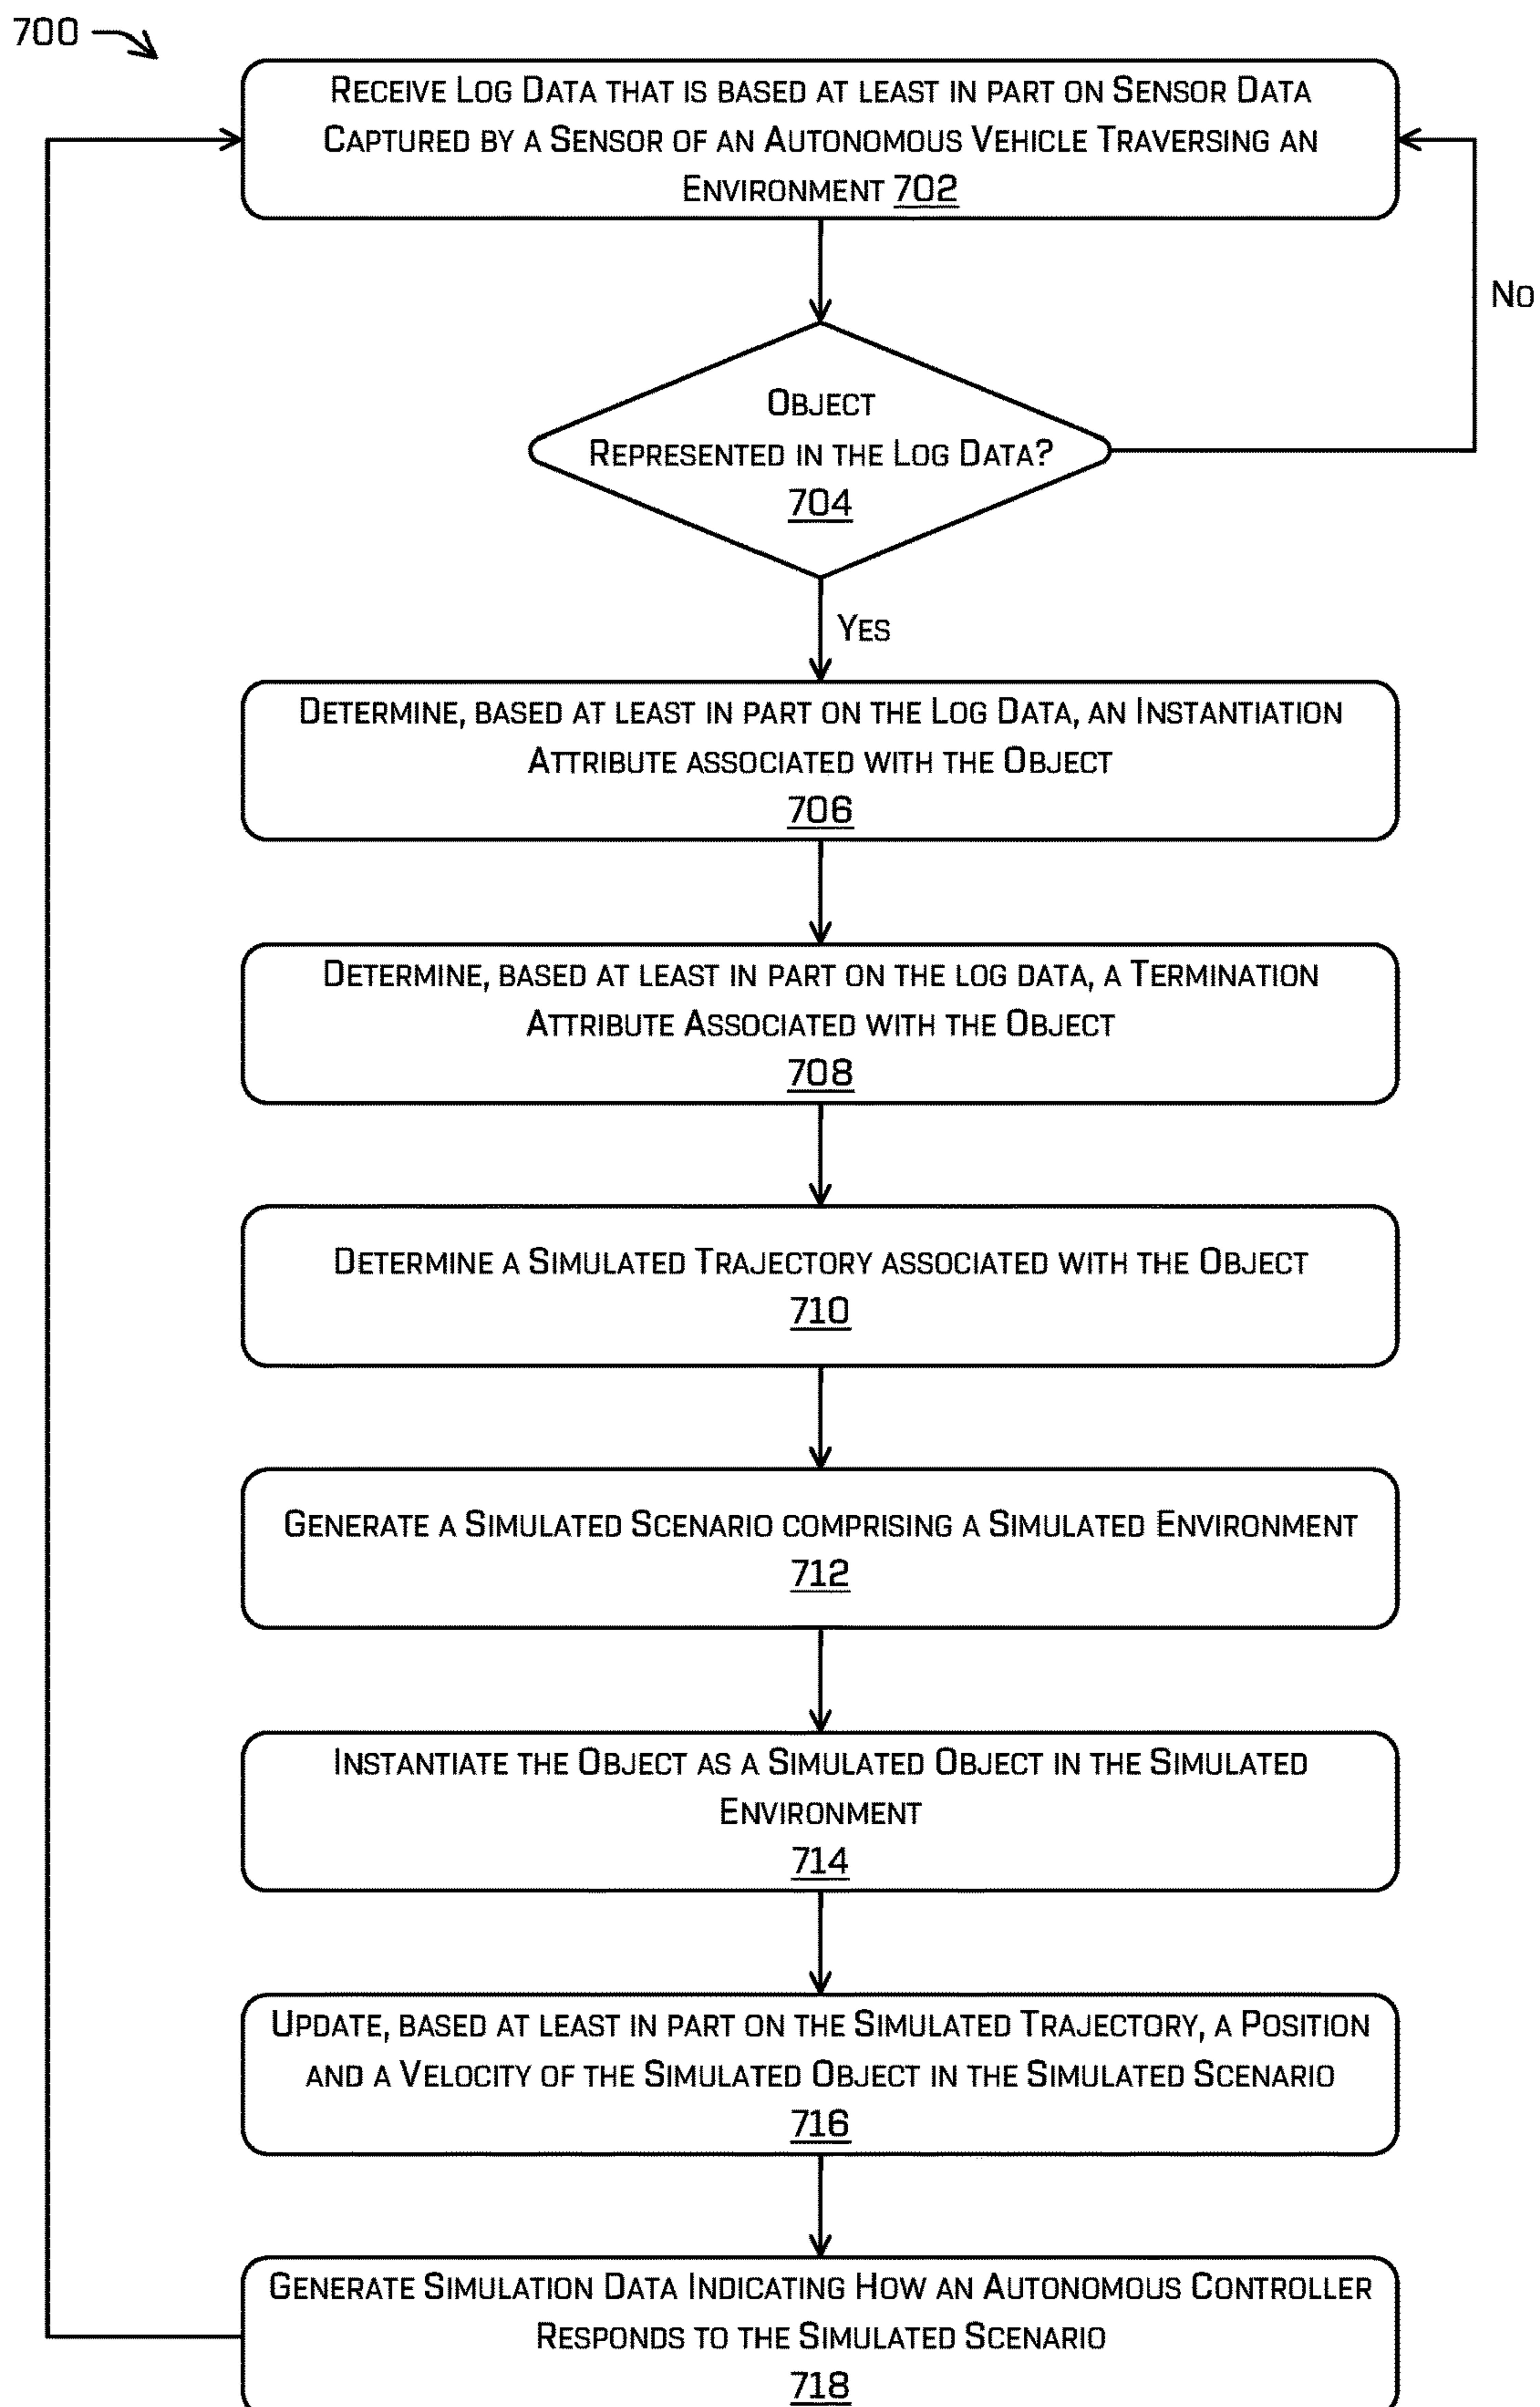 700
Receive Log Data that is based at least in part on Sensor Data
Captured by a Sensor of an Autonomous Vehicle Traversing an
Environment 702
No
Object
Represented in the Log Data?
704
Yes
Determine, based at least in part on the Log Data, an Instantiation
Attribute associated with the Object
706
Determine, based at least in part on the log data, a Termination
Attribute Associated with the Object
708
Determine a Simulated Trajectory associated with the Object
710
Generate a Simulated Scenario comprising a Simulated Environment
712
Instantiate the Object as a Simulated Object in the Simulated
Environment
714
Update, based at least in part on the Simulated Trajectory, a Position
and a Velocity of the Simulated Object in the Simulated Scenario
716
Generate Simulation Data Indicating How an Autonomous Controller
Responds to the Simulated Scenario
718